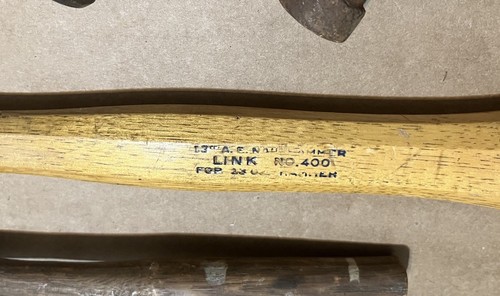 13" A.E. NAIL HAMMER
LINK NO. 400
FOR HAMMER